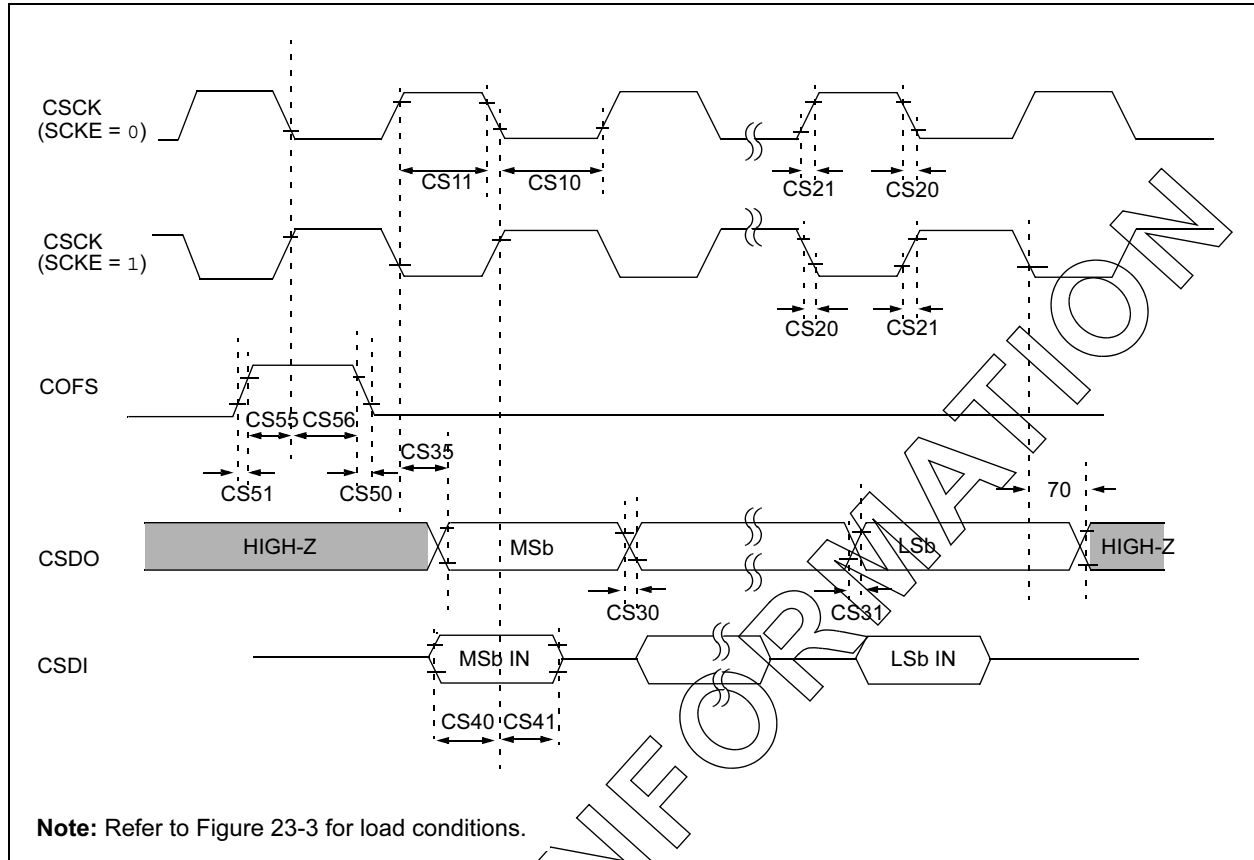 CSCK
(SCKE = 0)
CS11
CS10
CS21
CS20
CSCK
(SCKE = 1)
CS20
CS21
COFS
CS55
CS56
CS35
CS51
CS50
70
CSDO
HIGH-Z
MSb
LSb
HIGH-Z
CS30
CS31
CSDI
MSb IN
LSb IN
CS40
CS41
Note: Refer to Figure 23-3 for load conditions.
NFORMATION